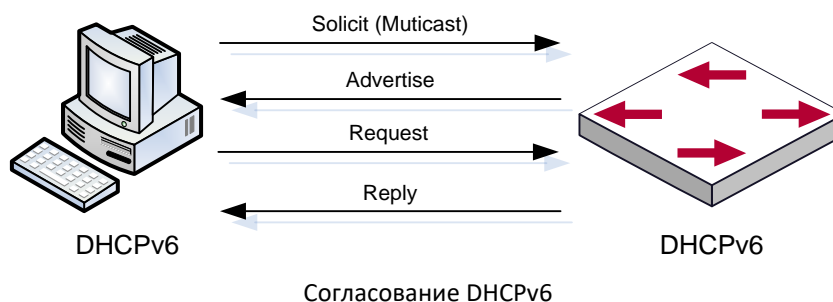 Solicit (Muticast)
Advertise
Request
Reply
DHCPv6
DHCPv6
Согласование DHCPv6